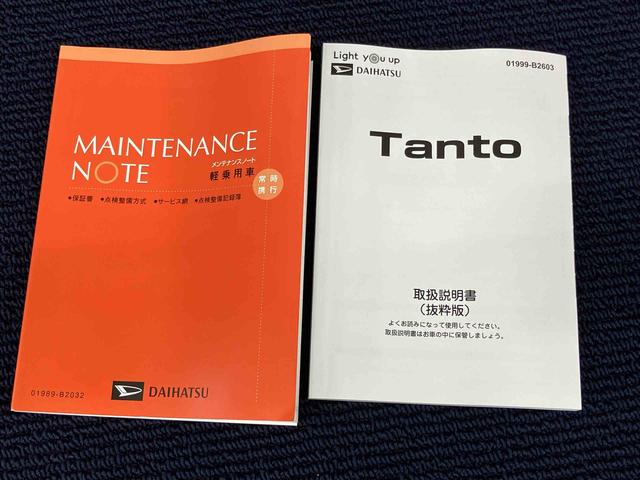 MAINTENANCE
NOTE
メンテナンスノート
軽乗用車
常時
携行
●保証書 ●点検整備方式 ●サービス網 ●点検整備記録簿
01989-B2032
DAIHATSU
Light you up
DAIHATSU
01999-B2603
Tanto
取扱説明書
（抜粋版）
よくお読みになって使用してください。
取扱説明書はお車の中に保管しましょう。